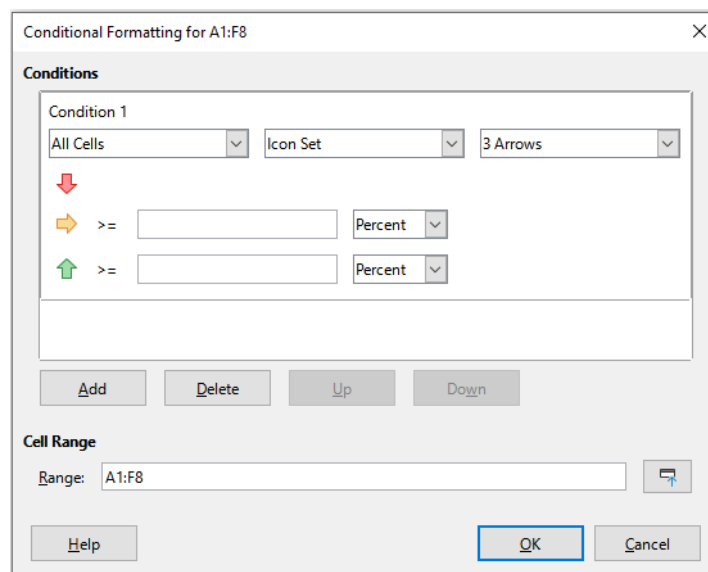 Conditional Formatting for A1:F8
Conditions
Condition 1
All Cells Icon Set 3 Arrows
>= Percent
>= Percent
Add Delete Up Down
Cell Range
Range: A1:F8
Help OK Cancel